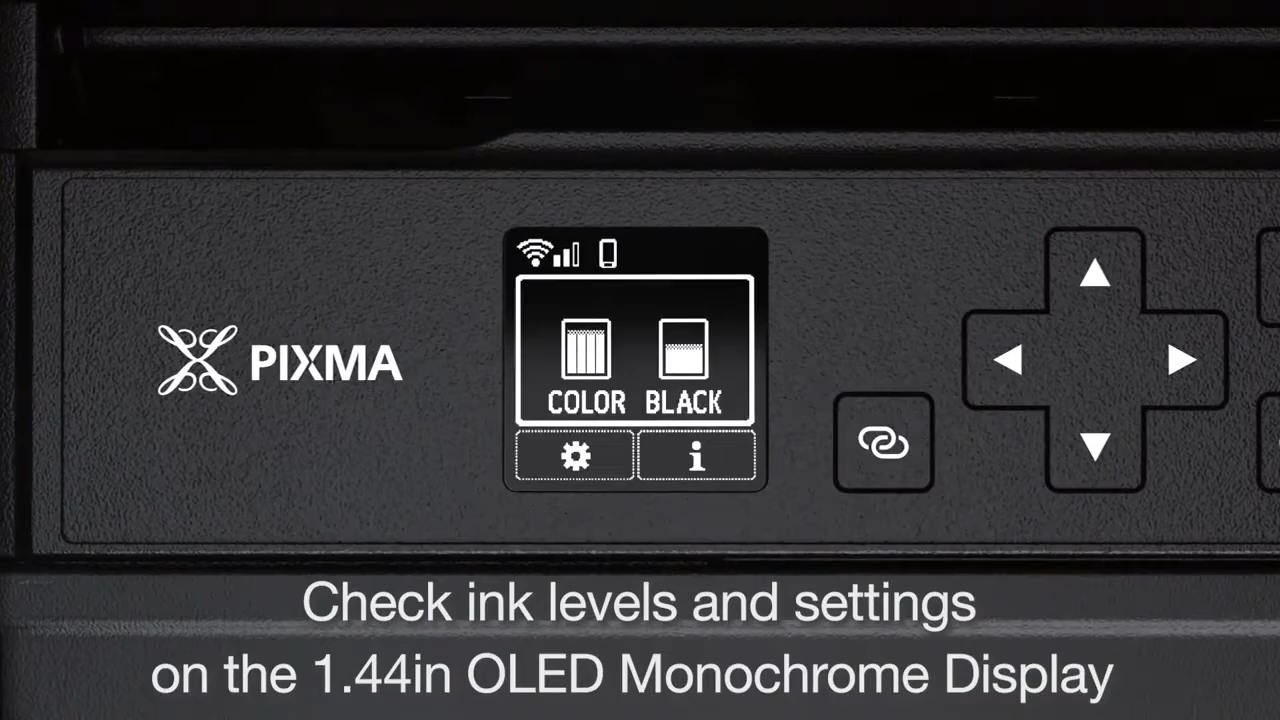 PIXMA
COLOR BLACK
i
Check ink levels and settings
on the 1.44in OLED Monochrome Display